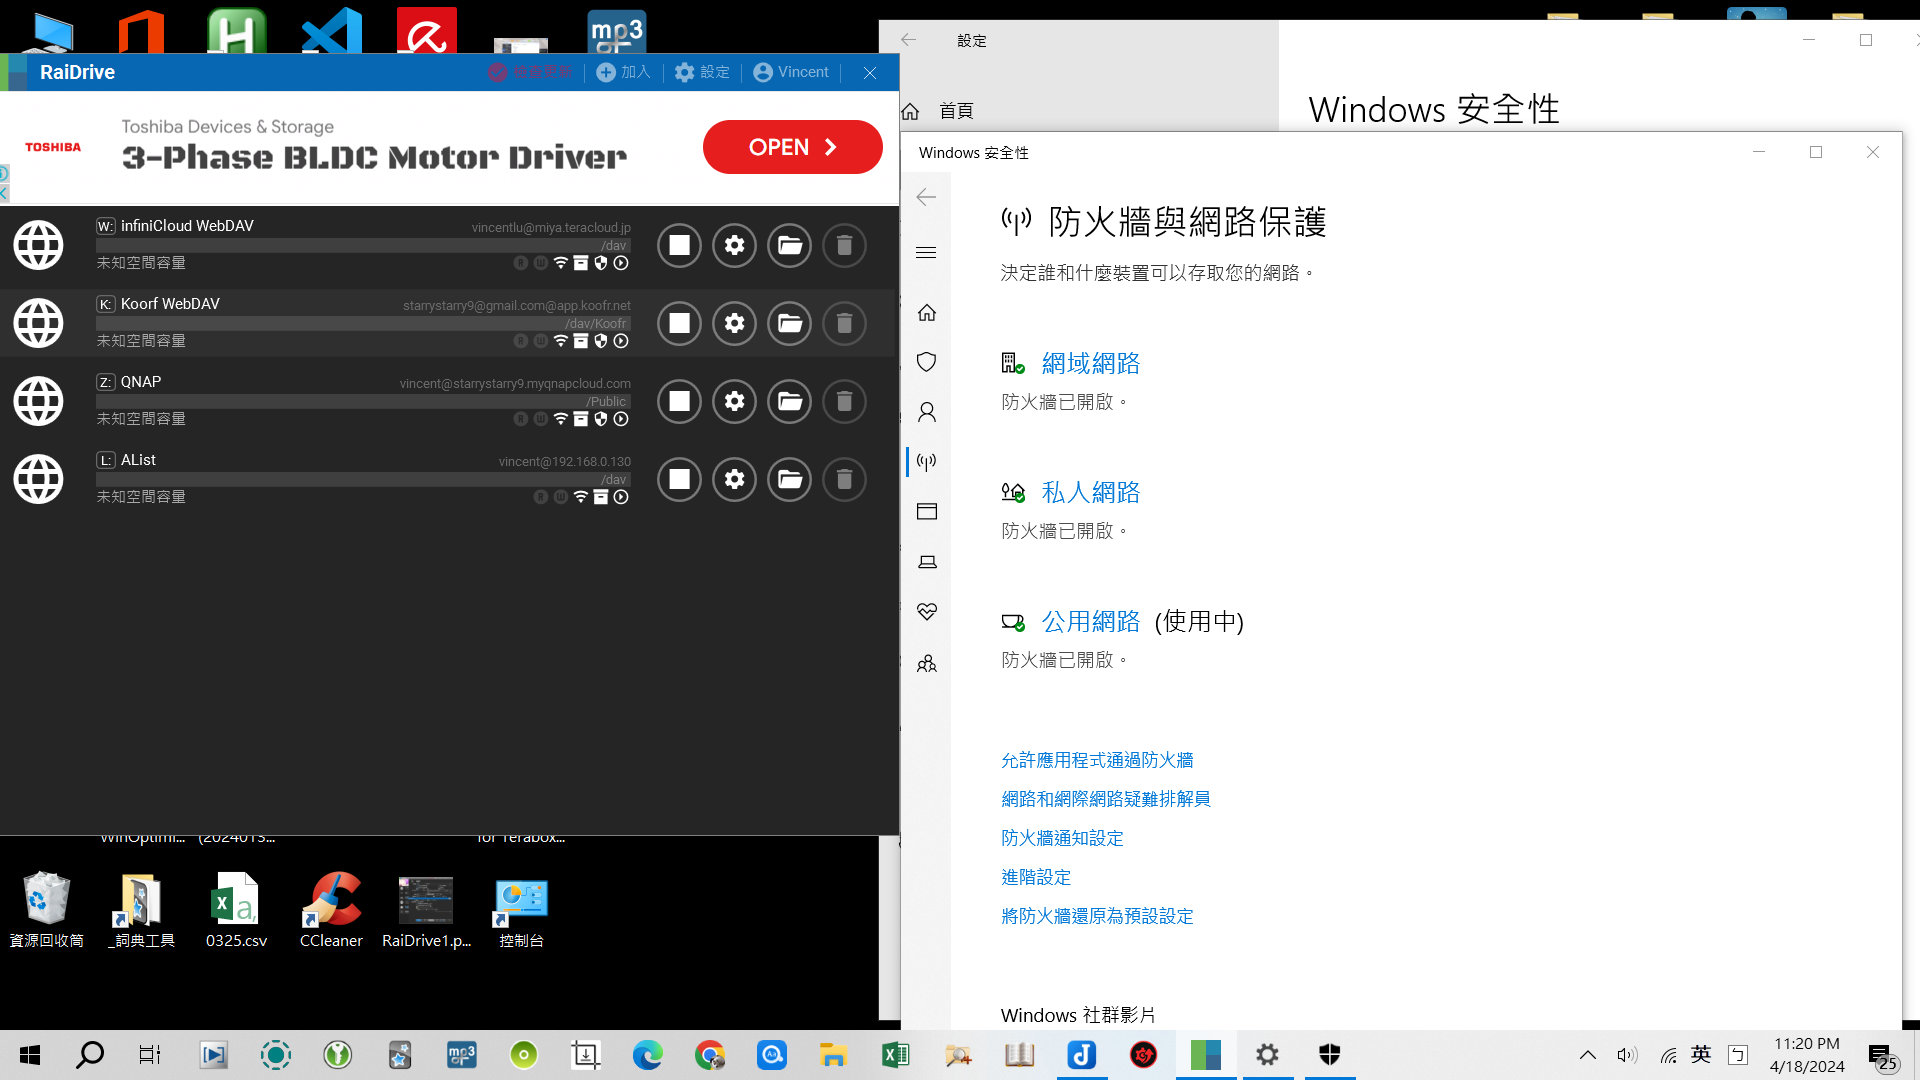 mp3
設定
RaiDrive
加入
設定
Vincent
首頁
Windows 安全性
TOSHIBA
Toshiba Devices & Storage
3-Phase BLDC Motor Driver
OPEN
Windows 安全性
防火牆與網路保護
決定誰和什麼裝置可以存取您的網路。
W: infiniCloud WebDAV
vincentlu@miya.teracloud.jp
/dav
未知空間容量
R W
K: Koorf WebDAV
starrystarry9@gmail.com@app.koofr.net
/dav/Koofr
未知空間容量
R W
Z: QNAP
vincent@starrystarry9.myqnapcloud.com
/Public
未知空間容量
R W
L: AList
vincent@192.168.0.130
/dav
未知空間容量
R W
網域網路
防火牆已開啟。
私人網路
防火牆已開啟。
公用網路 (使用中)
防火牆已開啟。
允許應用程式通過防火牆
網路和網際網路疑難排解員
防火牆通知設定
進階設定
將防火牆還原為預設設定
Windows 社群影片
WinOptimi...
(2024013...
for Terabox...
資源回收筒
_詞典工具
0325.csv
CCleaner
RaiDrive1.p...
控制台
mp3
英
ㄅ
11:20 PM
4/18/2024
25